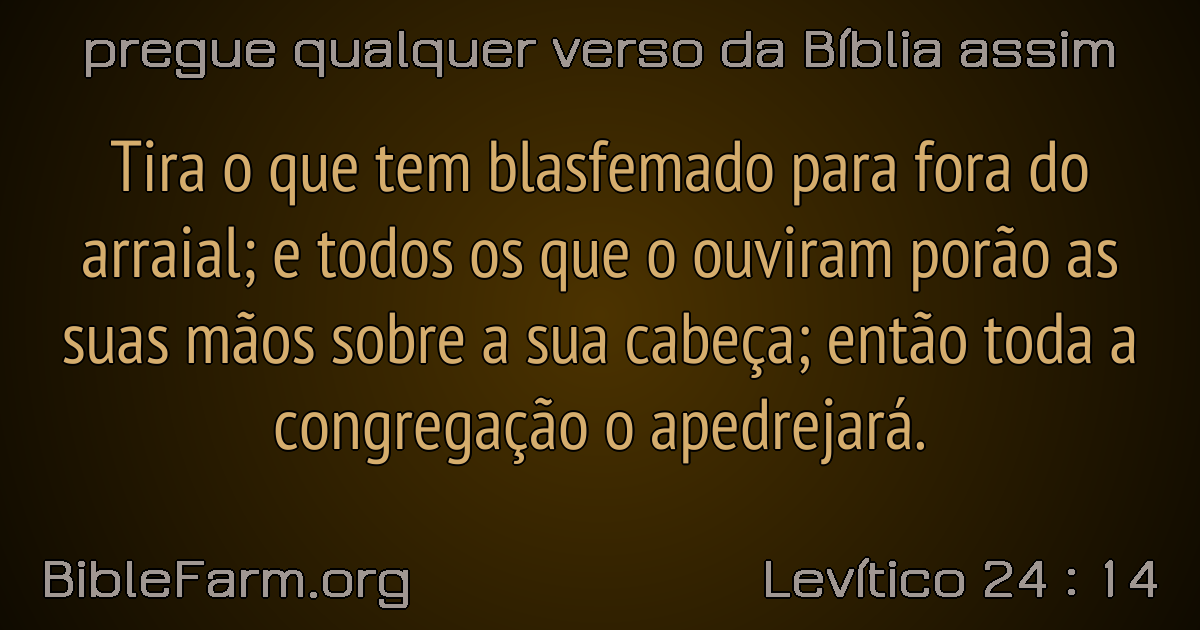 pregue qualquer verso da Bíblia assim
Tira o que tem blasfemado para fora do
arraial; e todos os que o ouviram porão as
suas mãos sobre a sua cabeça; então toda a
congregação o apedrejará.
BibleFarm.org
Levítico 24 : 14